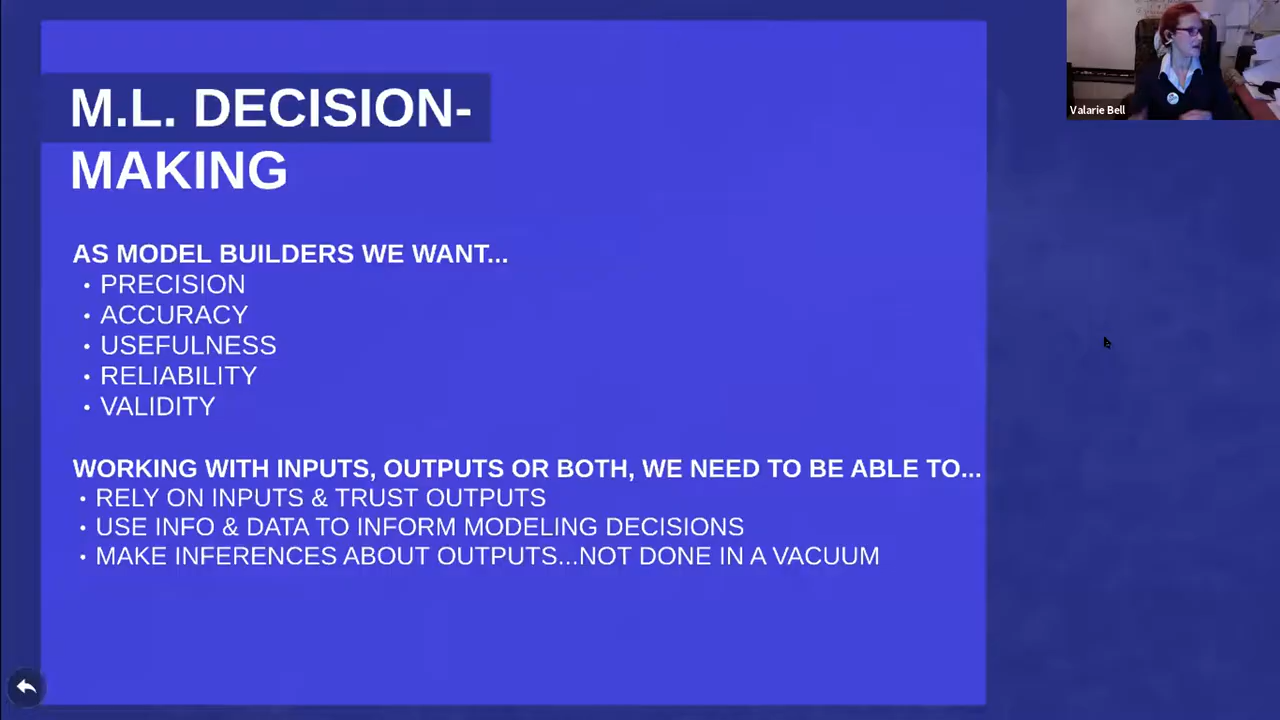 M.L. DECISION-
MAKING
AS MODEL BUILDERS WE WANT...
• PRECISION
• ACCURACY
• USEFULNESS
• RELIABILITY
• VALIDITY
WORKING WITH INPUTS, OUTPUTS OR BOTH, WE NEED TO BE ABLE TO...
• RELY ON INPUTS & TRUST OUTPUTS
• USE INFO & DATA TO INFORM MODELING DECISIONS
• MAKE INFERENCES ABOUT OUTPUTS...NOT DONE IN A VACUUM
Valarie Bell